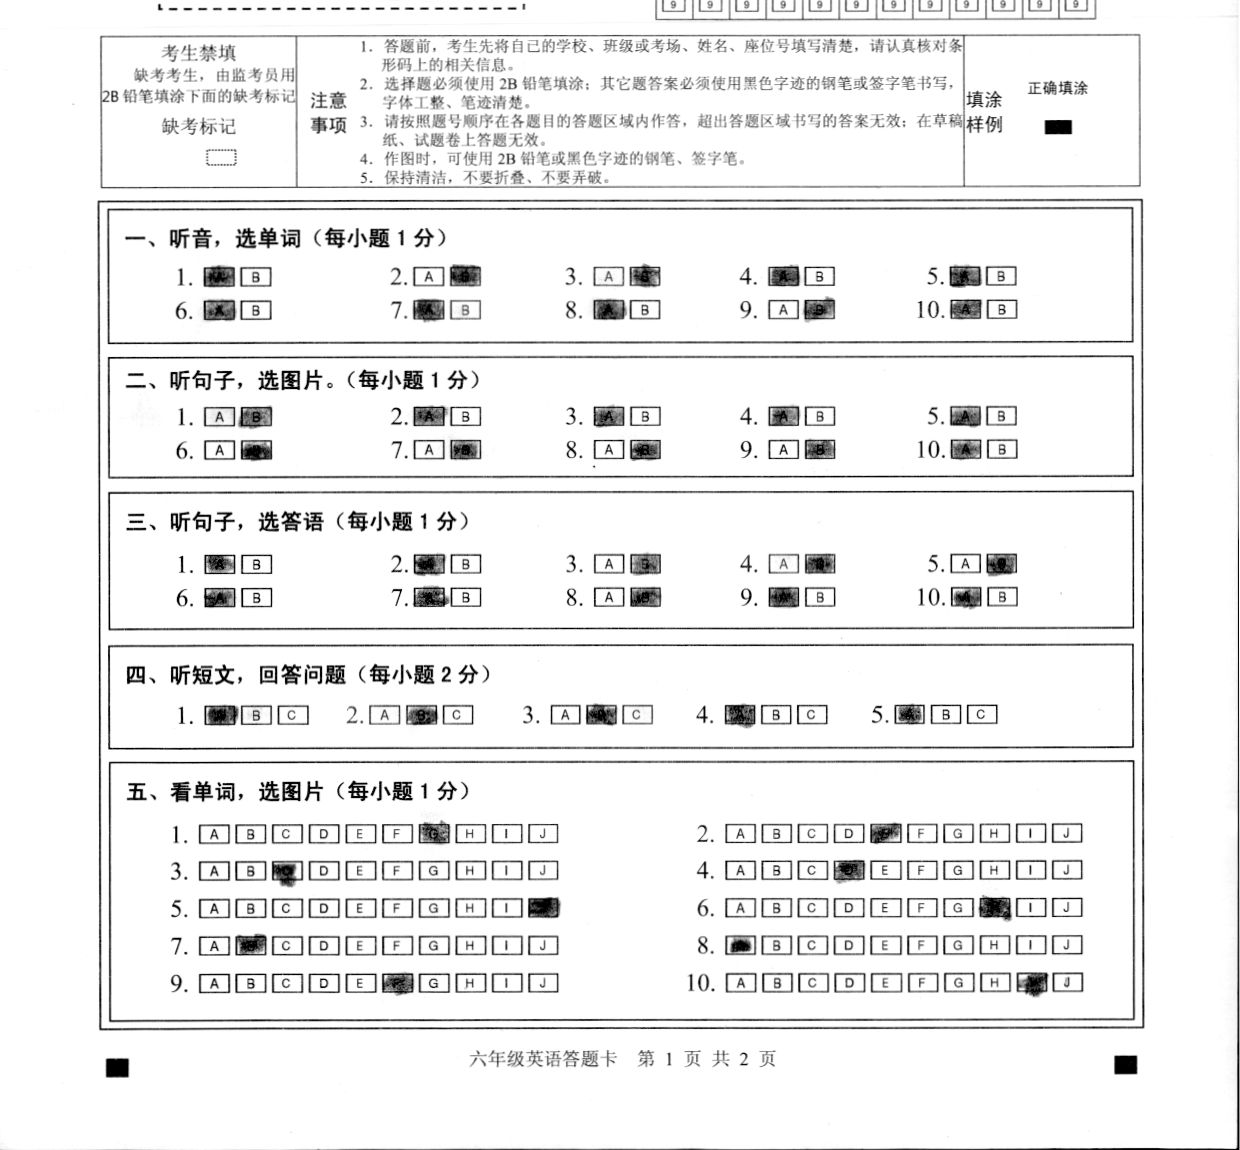 9 9 9 9 9 9 9 9 9 9 9 9
考生禁填
缺考考生，由监考员用
2B 铅笔填涂下面的缺考标记
缺考标记
注意
事项
1. 答题前，考生先将自己的学校、班级或考场、姓名、座位号填写清楚，请认真核对条
形码上的相关信息。
2. 选择题必须使用 2B 铅笔填涂；其它题答案必须使用黑色字迹的钢笔或签字笔书写，
字体工整、笔迹清楚。
3. 请按照题号顺序在各题目的答题区域内作答，超出答题区域书写的答案无效；在草稿
纸、试题卷上答题无效。
4. 作图时，可使用 2B 铅笔或黑色字迹的钢笔、签字笔。
5. 保持清洁，不要折叠、不要弄破。
填涂
样例
正确填涂
一、听音，选单词（每小题 1 分）
1. A B 2. A B 3. A B 4. A B 5. A B
6. A B 7. A B 8. A B 9. A B 10. A B
二、听句子，选图片。（每小题 1 分）
1. A B 2. A B 3. A B 4. A B 5. A B
6. A B 7. A B 8. A B 9. A B 10. A B
三、听句子，选答语（每小题 1 分）
1. A B 2. A B 3. A B 4. A B 5. A B
6. A B 7. A B 8. A B 9. A B 10. A B
四、听短文，回答问题（每小题 2 分）
1. A B C 2. A B C 3. A B C 4. A B C 5. A B C
五、看单词，选图片（每小题 1 分）
1. A B C D E F G H I J 2. A B C D E F G H I J
3. A B C D E F G H I J 4. A B C D E F G H I J
5. A B C D E F G H I 6. A B C D E F G H I J
7. A B C D E F G H I J 8. A B C D E F G H I J
9. A B C D E F G H I J 10. A B C D E F G H I J
六年级英语答题卡 第 1 页 共 2 页